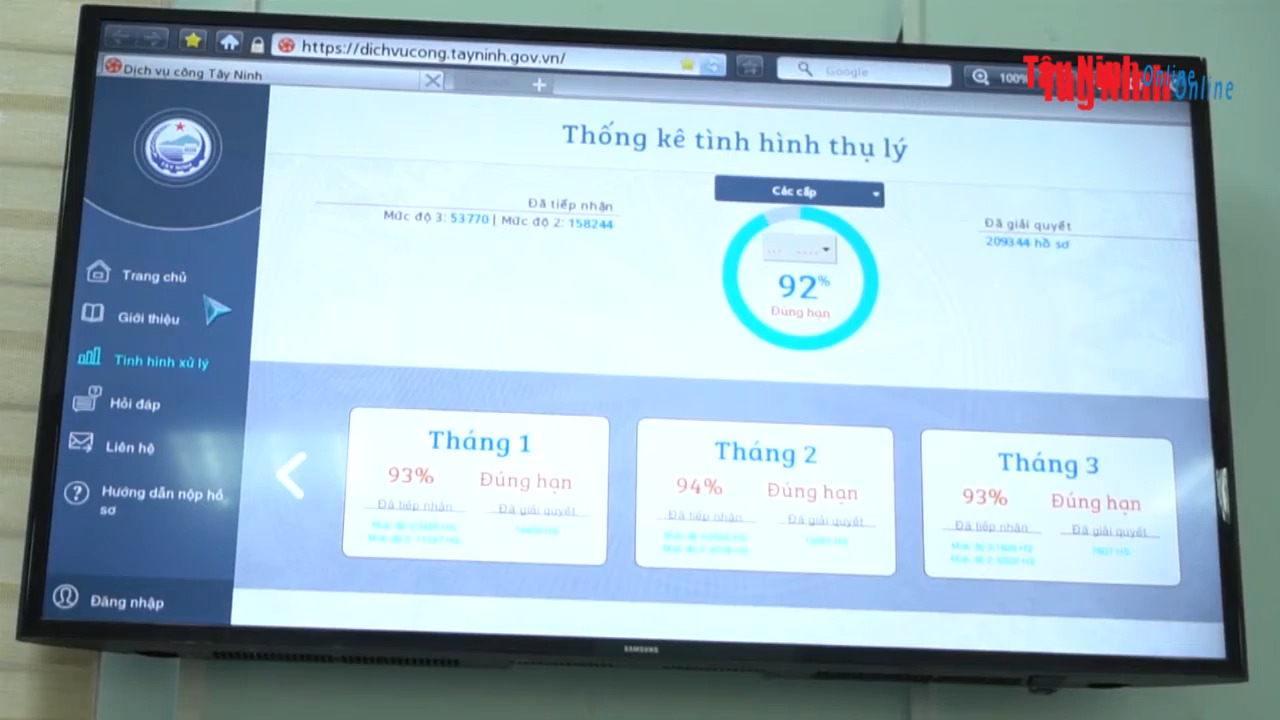 https://dichvucong.tayninh.gov.vn/
Google
100%
Tây Ninh Online
Dịch vụ công Tây Ninh
TÂY NINH
Trang chủ
Giới thiệu
Tình hình xử lý
Hỏi đáp
Liên hệ
Hướng dẫn nộp hồ
sơ
Đăng nhập
Thống kê tình hình thụ lý
Các cấp
Đã tiếp nhận
Mức độ 3: 53770 | Mức độ 2: 158244
92%
Đúng hạn
Đã giải quyết
209344 hồ sơ
Tháng 1
93% Đúng hạn
Đã tiếp nhận Đã giải quyết
Tháng 2
94% Đúng hạn
Đã tiếp nhận Đã giải quyết
Tháng 3
93% Đúng hạn
Đã tiếp nhận Đã giải quyết
SAMSUNG